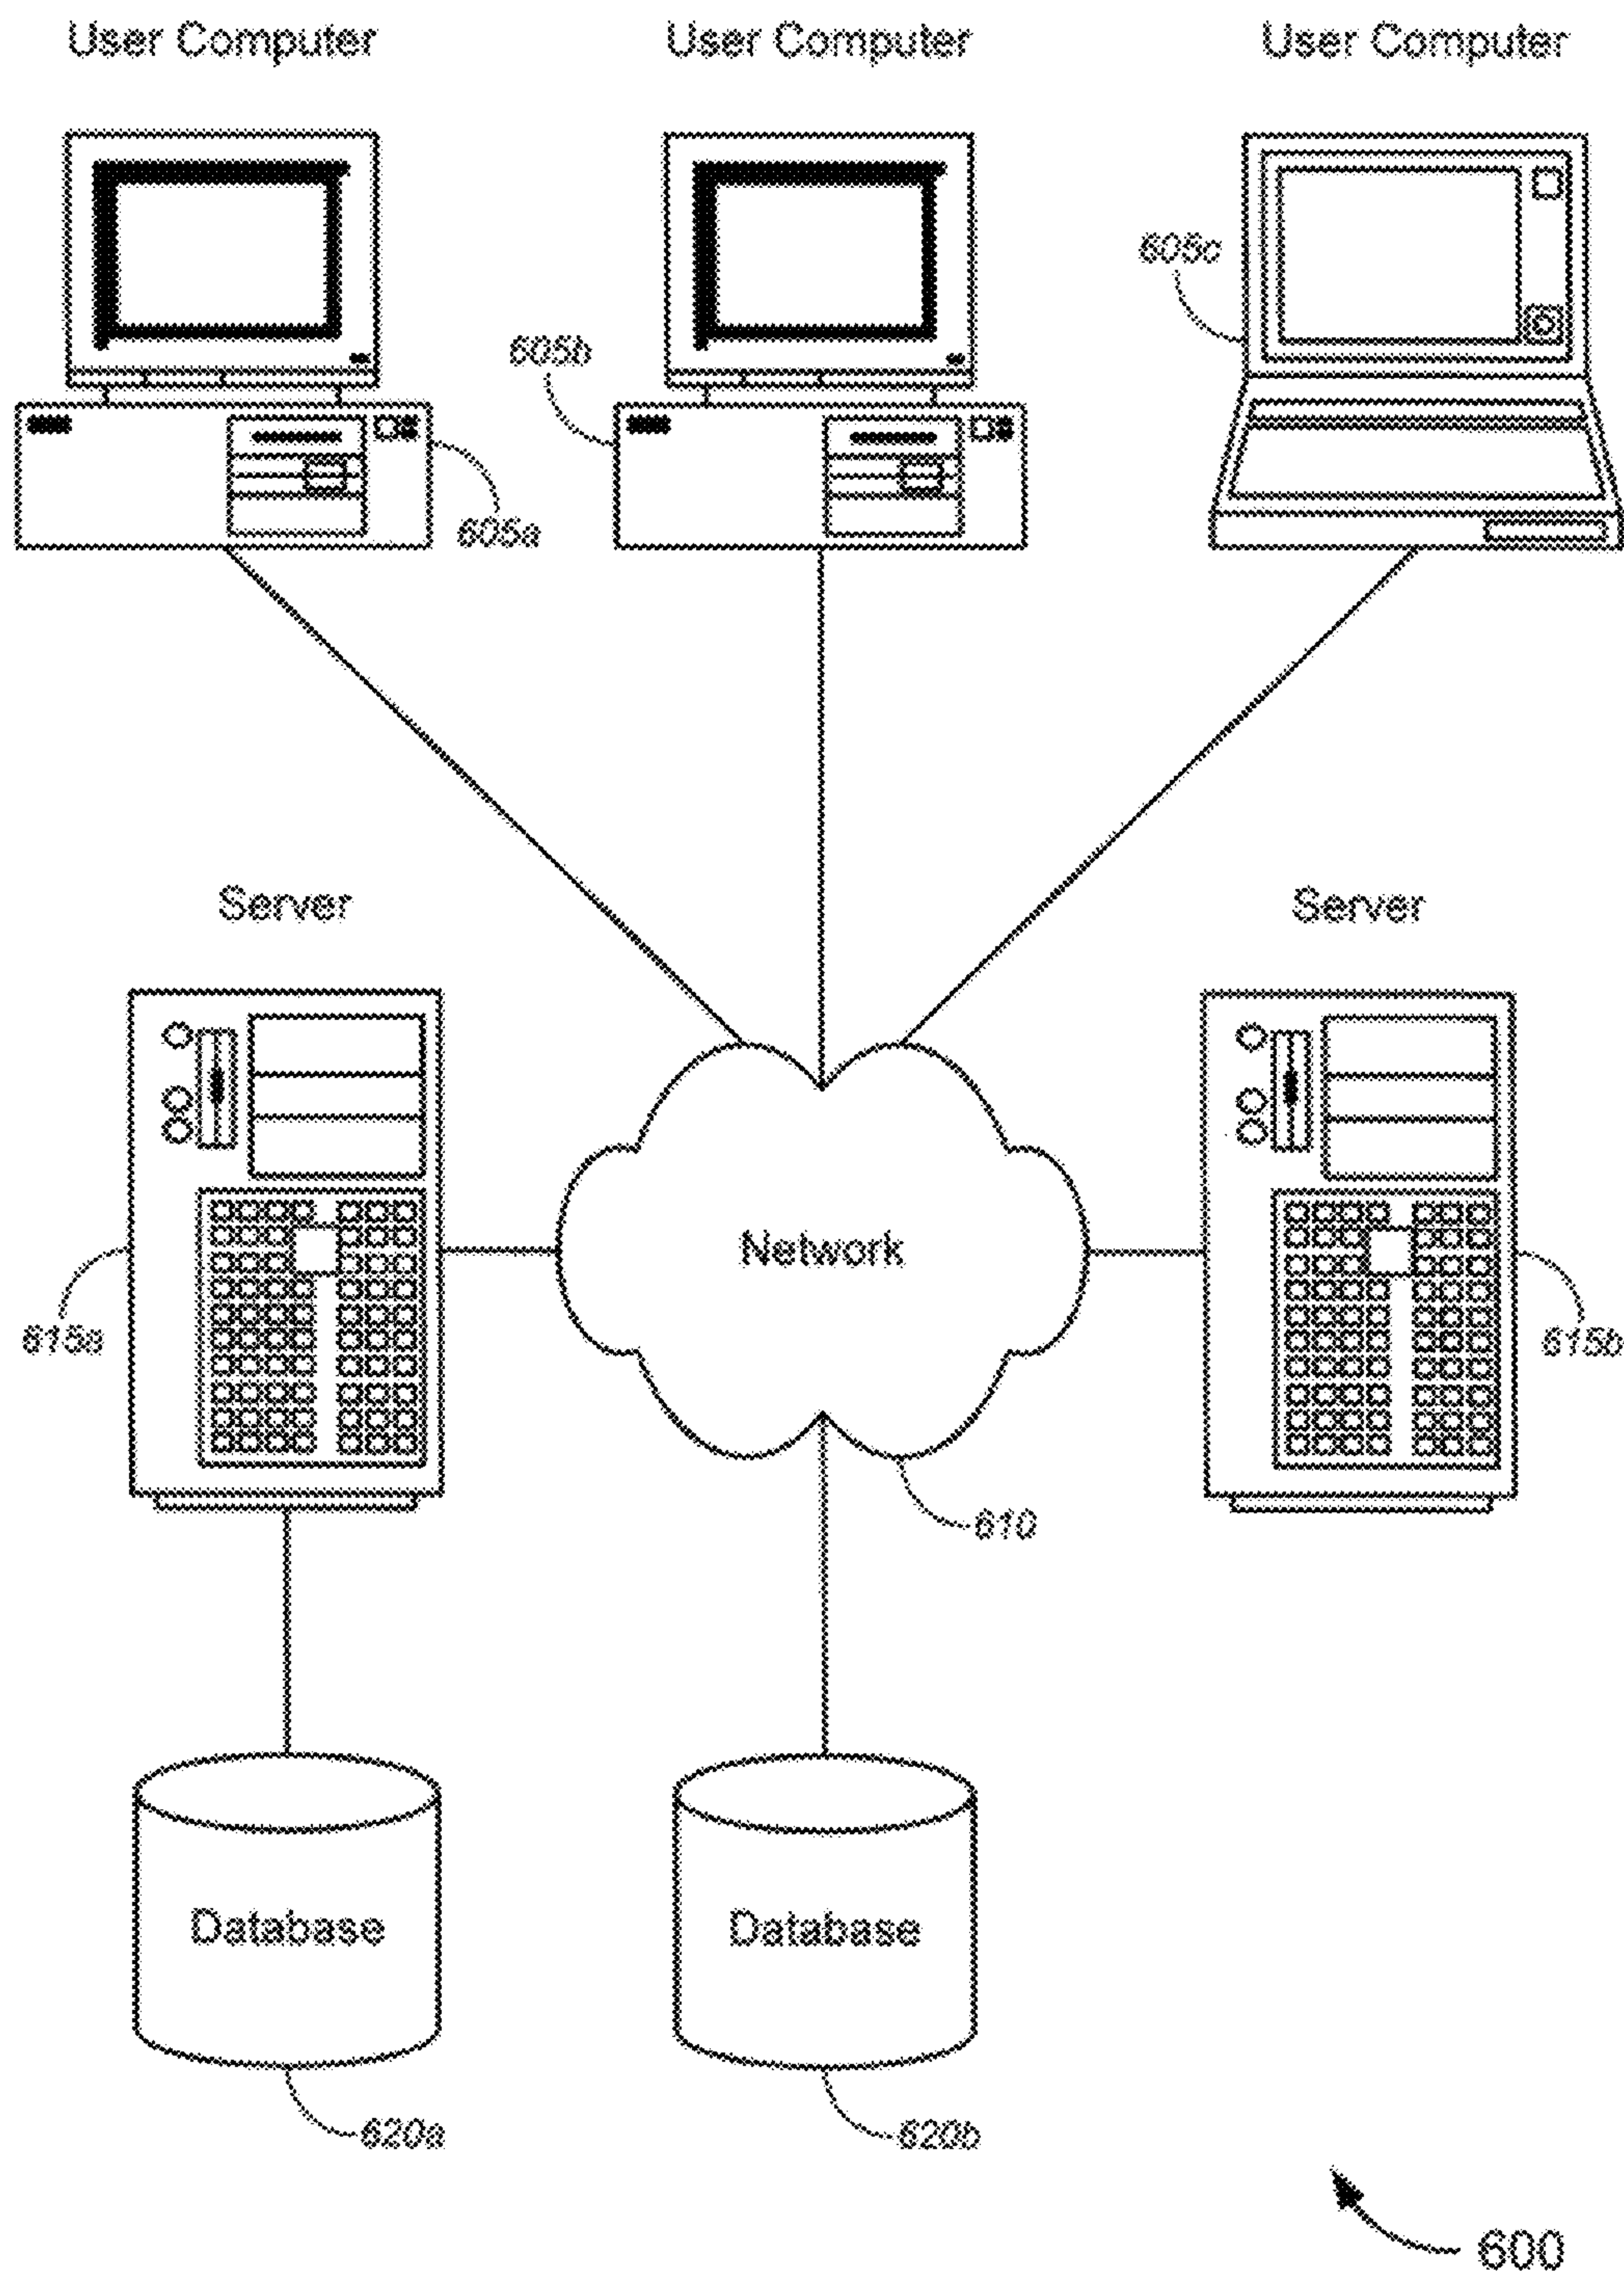 User Computer
User Computer
User Computer
605c
605b
605a
Server
Server
Network
615a
615b
610
Database
Database
620a
620b
600